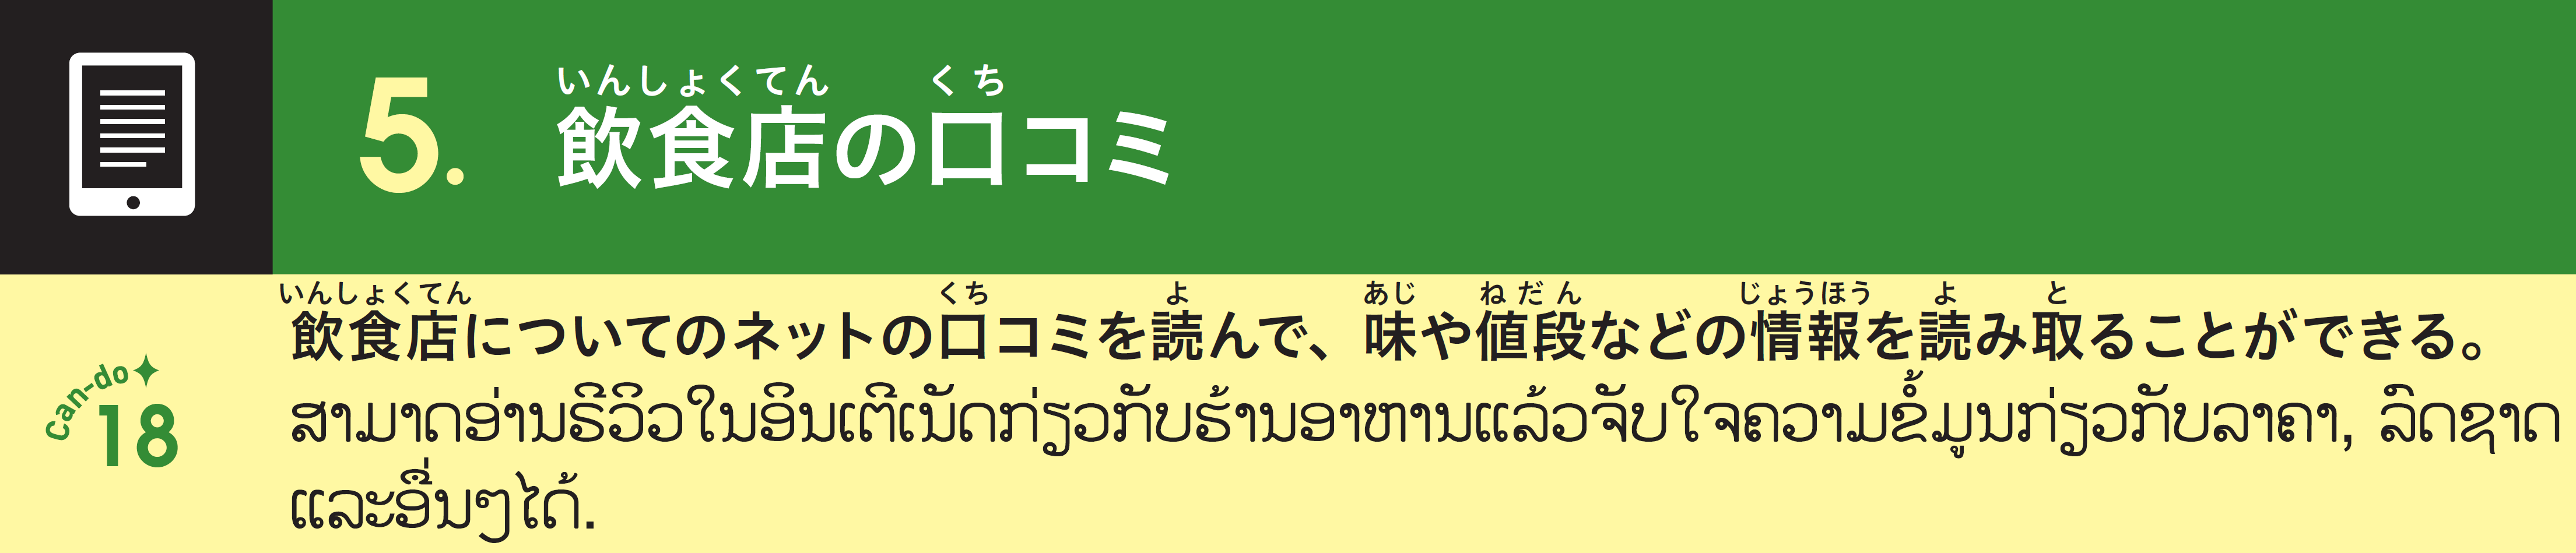 いんしょくてん くち
5. 飲食店の口コミ
いんしょくてん くち よ あじ ねだん じょうほう よ と
飲食店についてのネットの口コミを読んで、味や値段などの情報を読み取ることができる。
Can-do
18
ສາມາດອ່ານຣີວິວໃນອິນເຕີເນັດກ່ຽວກັບຮ້ານອາຫານແລ້ວຈັບໃຈຄວາມຂໍ້ມູນກ່ຽວກັບລາຄາ, ລົດຊາດ
ແລະອື່ນໆໄດ້.